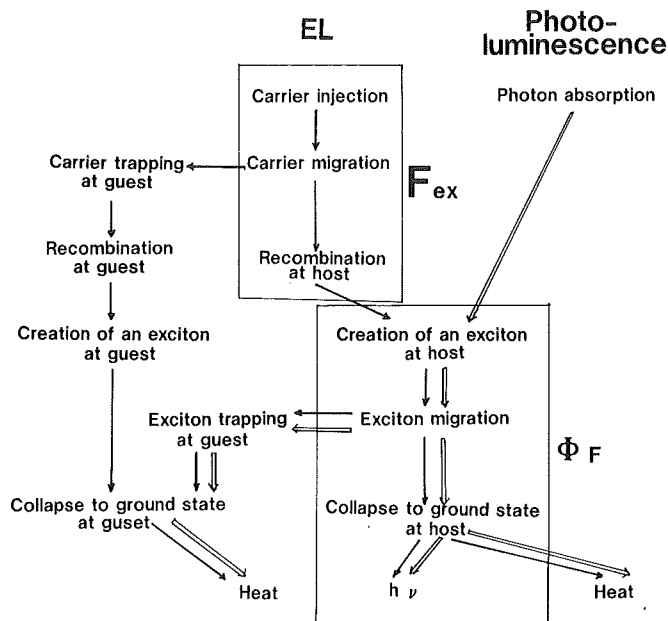 EL
Photo-
luminescence
Carrier injection
Photon absorption
Carrier trapping
at guest
Carrier migration
F ex
Recombination
at guest
Recombination
at host
Creation of an exciton
at guest
Creation of an exciton
at host
Exciton trapping
at guest
Exciton migration
Φ F
Collapse to ground state
at guset
Collapse to ground state
at host
Heat
h ν
Heat